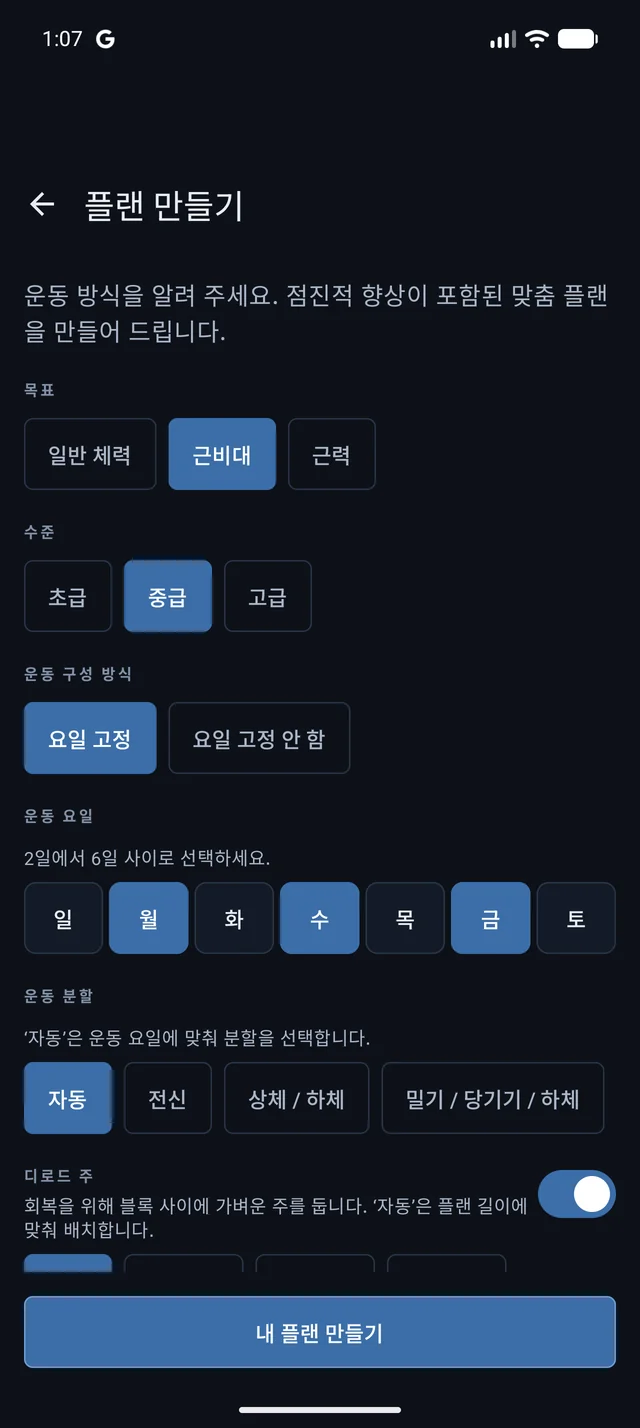 1:07 G
플랜 만들기
운동 방식을 알려 주세요. 점진적 향상이 포함된 맞춤 플랜
을 만들어 드립니다.
목표
일반 체력 근비대 근력
수준
초급 중급 고급
운동 구성 방식
요일 고정 요일 고정 안 함
운동 요일
2일에서 6일 사이로 선택하세요.
일 월 화 수 목 금 토
운동 분할
‘자동’은 운동 요일에 맞춰 분할을 선택합니다.
자동 전신 상체 / 하체 밀기 / 당기기 / 하체
디로드 주
회복을 위해 블록 사이에 가벼운 주를 둡니다. ‘자동’은 플랜 길이에
맞춰 배치합니다.
내 플랜 만들기